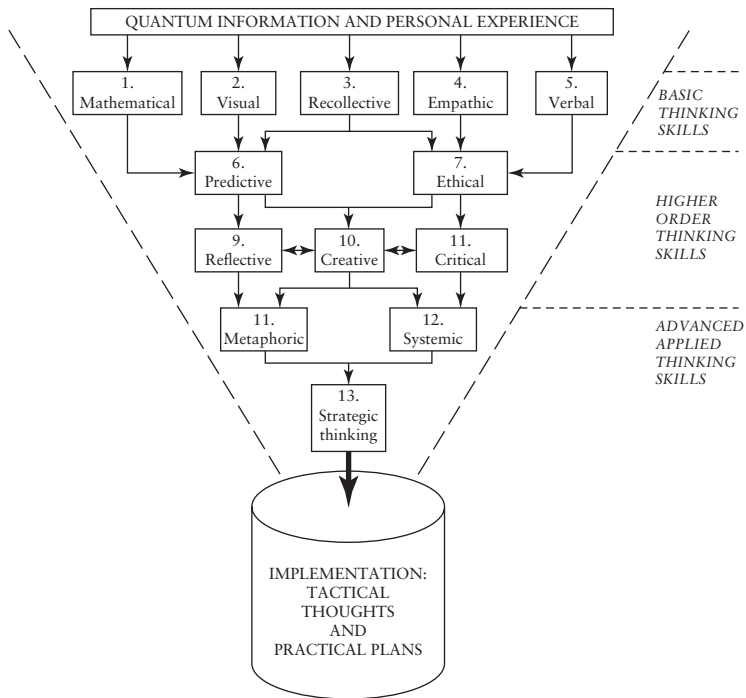 QUANTUM INFORMATION AND PERSONAL EXPERIENCE
1.
Mathematical
2.
Visual
3.
Recollective
4.
Empathic
5.
Verbal
BASIC
THINKING
SKILLS
6.
Predictive
7.
Ethical
9.
Reflective
10.
Creative
11.
Critical
HIGHER
ORDER
THINKING
SKILLS
11.
Metaphoric
12.
Systemic
ADVANCED
APPLIED
THINKING
SKILLS
13.
Strategic
thinking
IMPLEMENTATION:
TACTICAL
THOUGHTS
AND
PRACTICAL PLANS